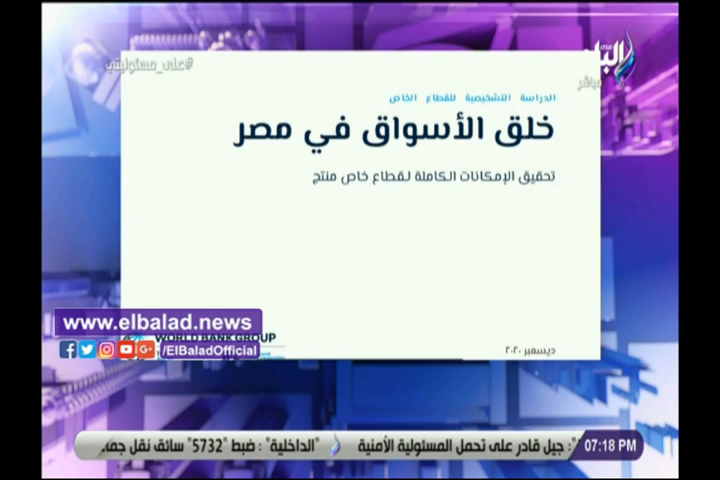 #على_مسئوليتي
البلد
مباشر
الدراسة التشخيصية للقطاع الخاص
خلق الأسواق في مصر
تحقيق الإمكانات الكاملة لقطاع خاص منتج
www.elbalad.news
WORLD BANK GROUP
/ElBaladOfficial
ديسمبر ٢٠٢٠
": جيل قادر على تحمل المسئولية الأمنية "الداخلية" : ضبط "5732" سائق نقل
07:18 PM